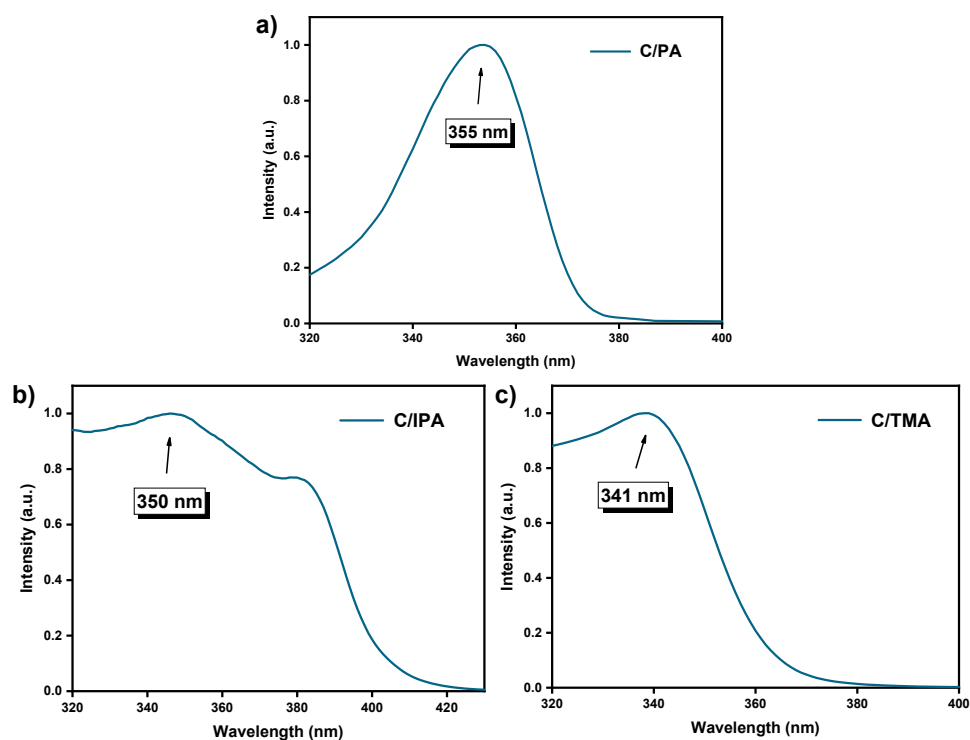 a)
C/PA
355 nm
1.0
0.8
0.6
0.4
0.2
0.0
Intensity (a.u.)
320
340
360
380
400
Wavelength (nm)
b)
C/IPA
350 nm
1.0
0.8
0.6
0.4
0.2
0.0
Intensity (a.u.)
320
340
360
380
400
420
Wavelength (nm)
c)
C/TMA
341 nm
1.0
0.8
0.6
0.4
0.2
0.0
Intensity (a.u.)
320
340
360
380
400
Wavelength (nm)